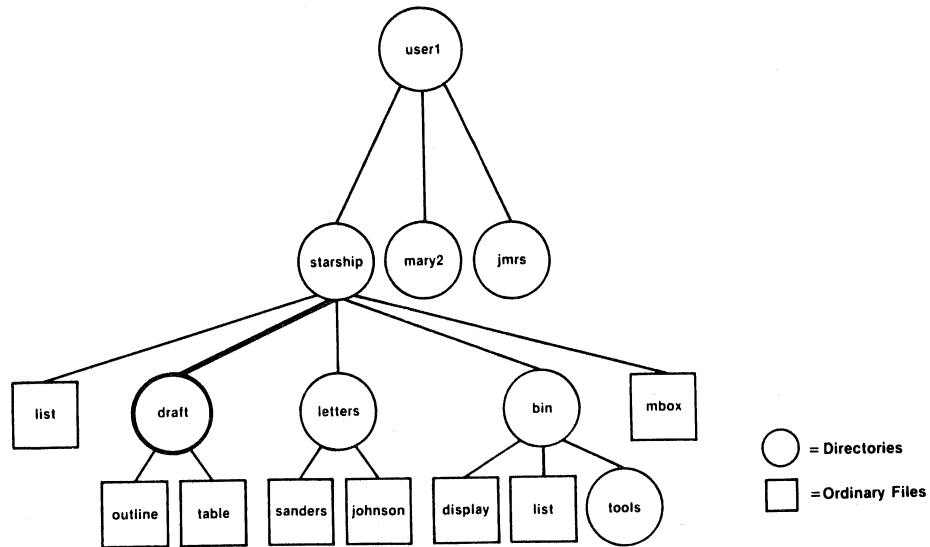 user1
starship
mary2
jmrs
list
draft
letters
bin
mbox
= Directories
outline
table
sanders
johnson
display
list
tools
= Ordinary Files